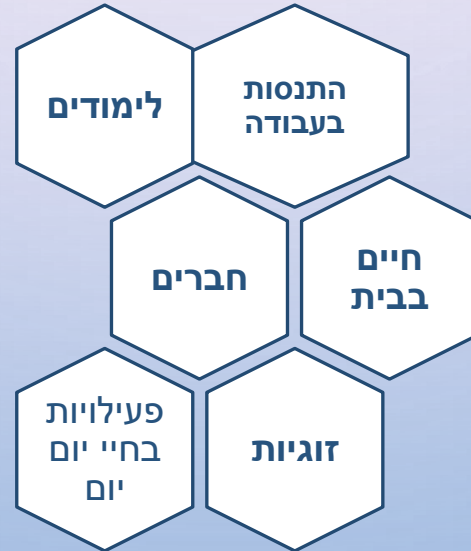 התנסות
בעבודה
לימודים
חיים
בבית
חברים
זוגיות
פעילויות
בחיי יום
יום